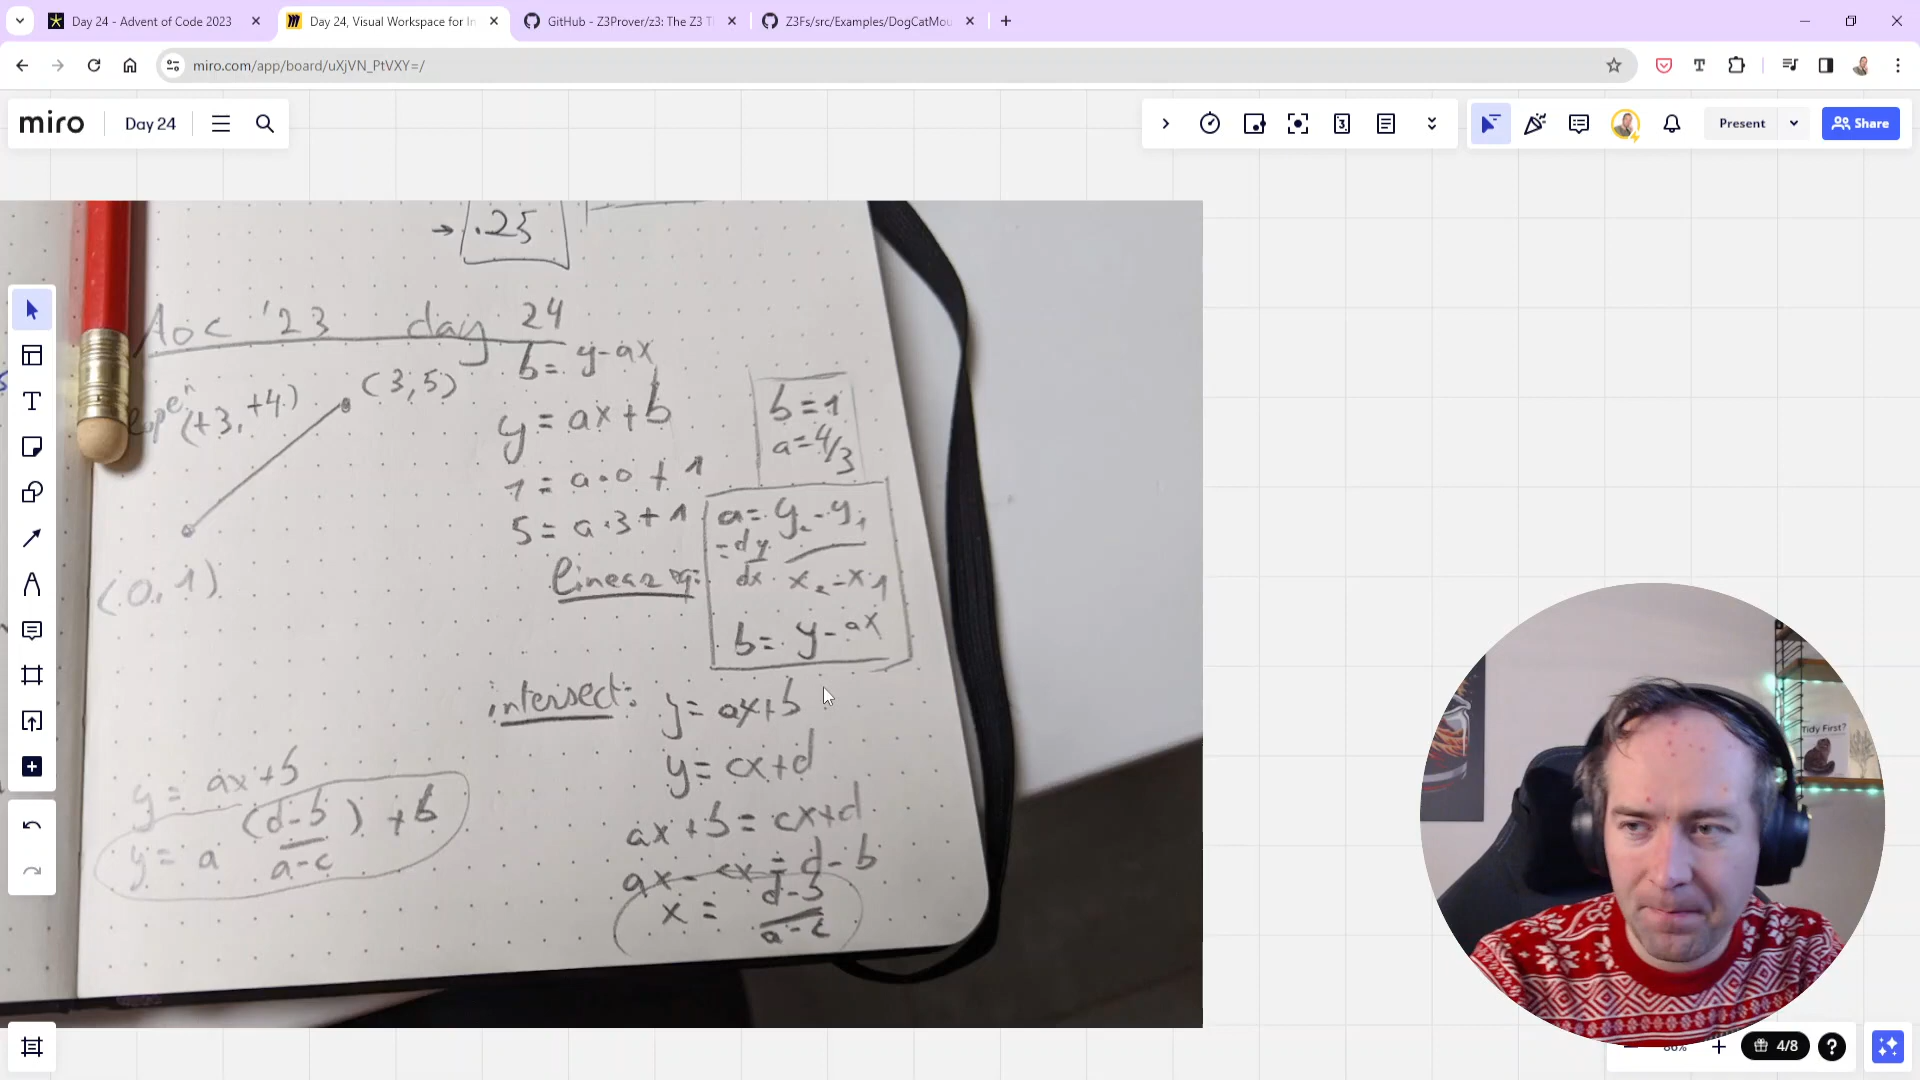 Day 24 - Advent of Code 2023
Day 24, Visual Workspace for In
GitHub - Z3Prover/z3: The Z3 T
Z3Fs/src/Examples/DogCatMou
miro.com/app/board/uXjVN_PtVXY=/
miro
Day 24
Present
Share
→ .25
AoC '23 day 24
b = y-ax
(3,5)
(+3, +4)
y = ax + b
b = 1
a = 4/3
1 = a·0 + 1
5 = a·3 + 1
(0,1)
linear eq:
a = y₂ - y₁
= dy
dx x₂ - x₁
b = y - ax
intersect: y = ax+b
y = cx+d
ax + b = cx+d
ax - cx = d - b
x = d-b
a-c
y = ax + b
y = a (d-b) + b
a-c
Tidy First?
86%
4/8